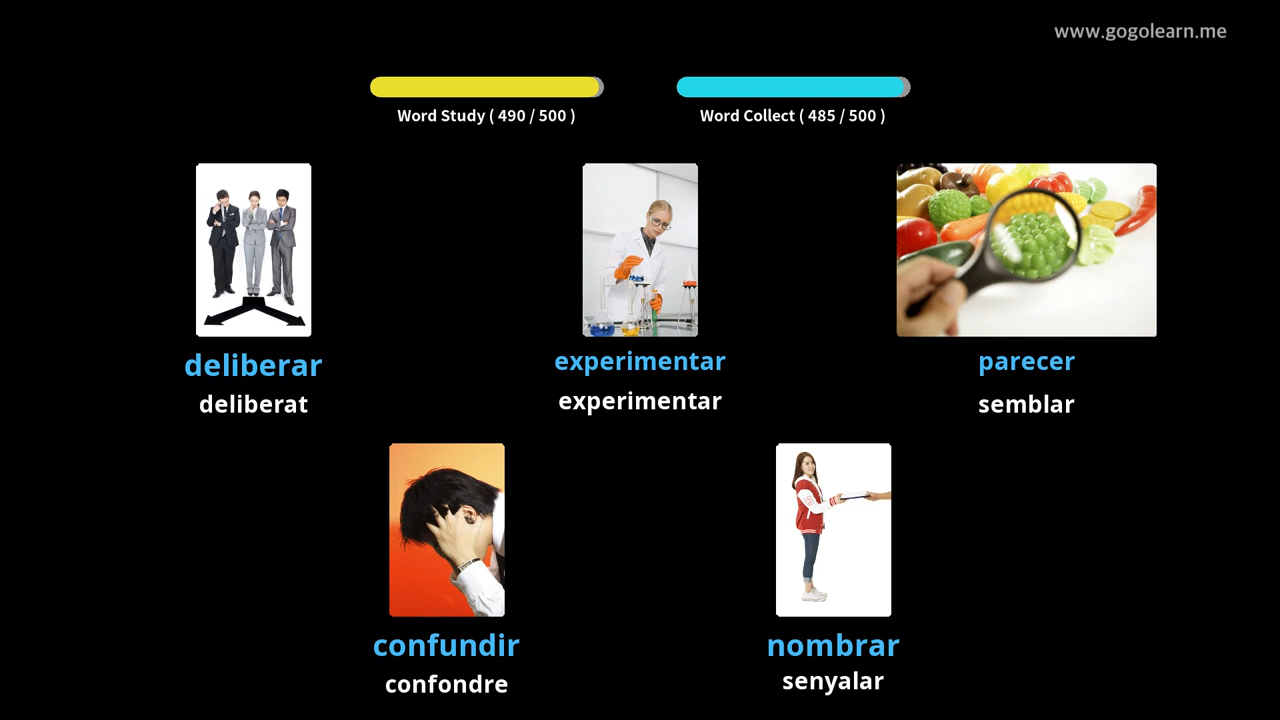 www.gogolearn.me
Word Study ( 490 / 500 )
Word Collect ( 485 / 500 )
deliberar
deliberat
experimentar
experimentar
parecer
semblar
confundir
confondre
nombrar
senyalar